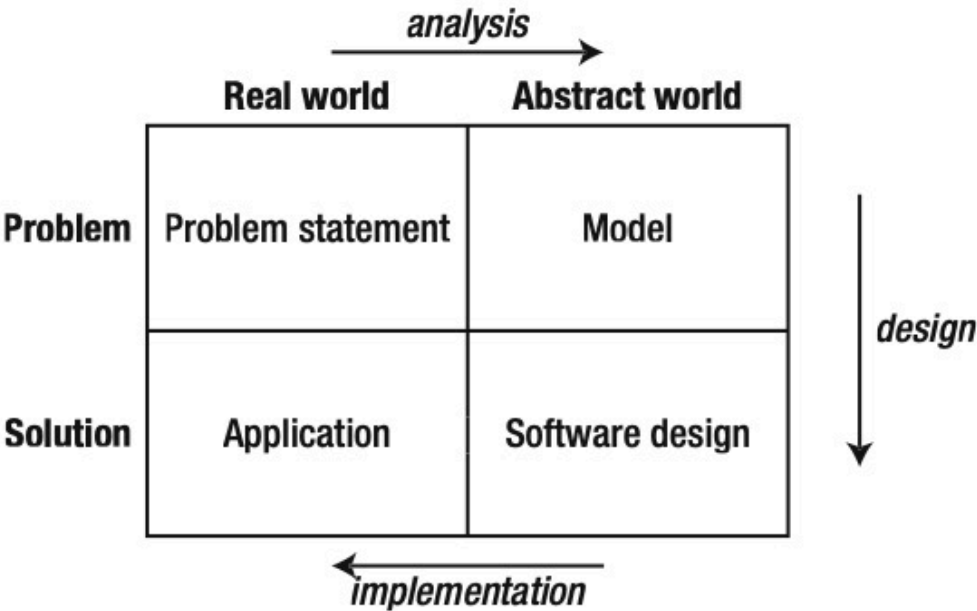 analysis
Real world Abstract world
Problem Problem statement Model
design
Solution Application Software design
implementation